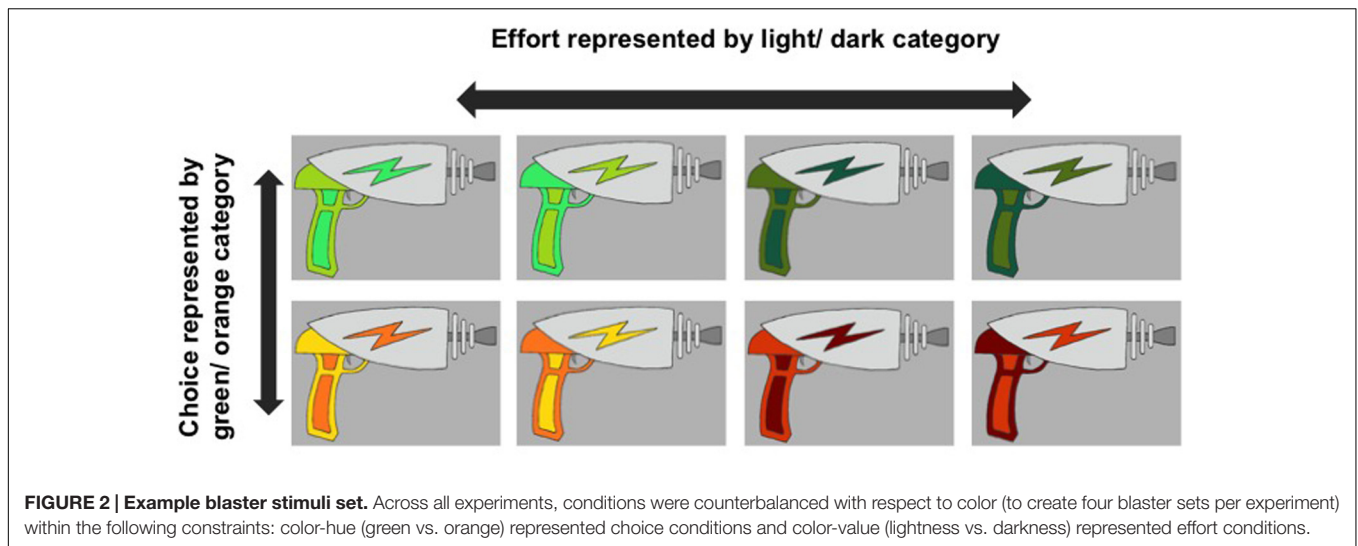 Effort represented by light/ dark category
Choice represented by
green/ orange category
FIGURE 2 | Example blaster stimuli set. Across all experiments, conditions were counterbalanced with respect to color (to create four blaster sets per experiment)
within the following constraints: color-hue (green vs. orange) represented choice conditions and color-value (lightness vs. darkness) represented effort conditions.